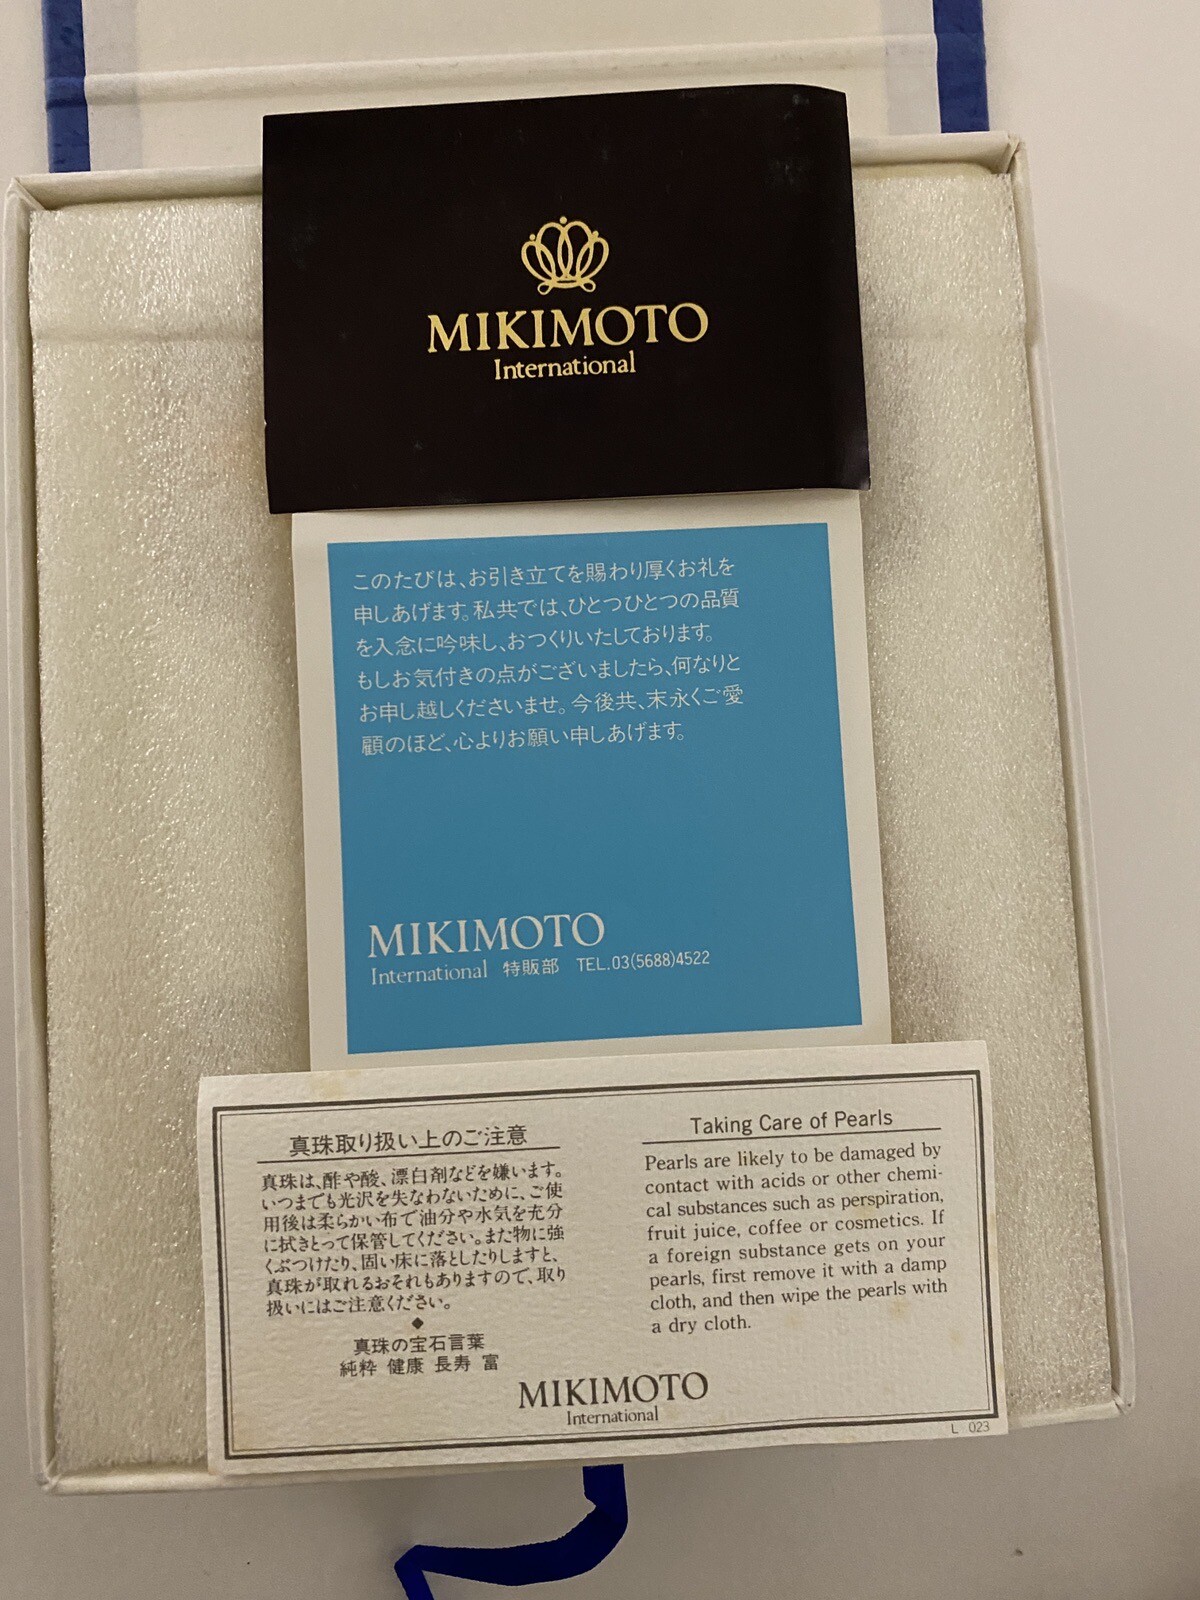 MIKIMOTO
International
このたびは、お引き立てを賜わり厚くお礼を
申しあげます。私共では、ひとつひとつの品質
を入念に吟味し、おつくりいたしております。
もしお気付きの点がございましたら、何なりと
お申し越しくださいませ。今後共、末永くご愛
顧のほど、心よりお願い申しあげます。
MIKIMOTO
International 特販部 TEL.03(5688)4522
真珠取り扱い上のご注意
真珠は、酢や酸、漂白剤などを嫌います。
いつまでも光沢を失なわないために、ご使
用後は柔らかい布で油分や水気を充分
に拭きとって保管してください。また物に強
くぶつけたり、固い床に落としたりしますと、
真珠が取れるおそれもありますので、取り
扱いにはご注意ください。
◆
真珠の宝石言葉
純粋 健康 長寿 富
Taking Care of Pearls
Pearls are likely to be damaged by
contact with acids or other chemi-
cal substances such as perspiration,
fruit juice, coffee or cosmetics. If
a foreign substance gets on your
pearls, first remove it with a damp
cloth, and then wipe the pearls with
a dry cloth.
MIKIMOTO
International
L 023